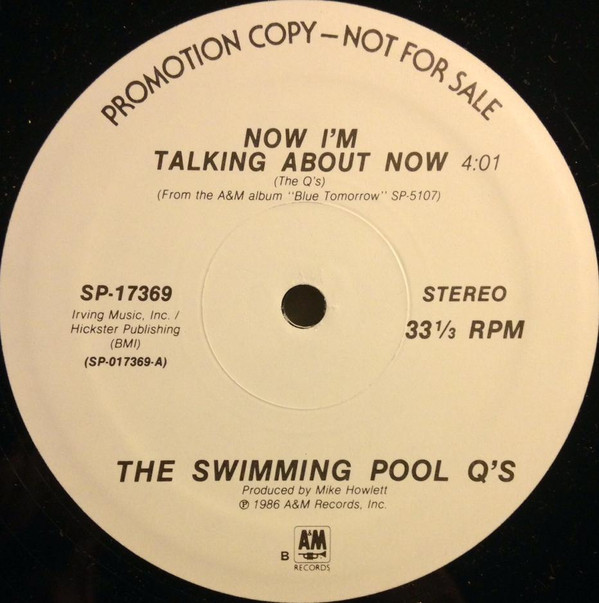 PROMOTION COPY — NOT FOR SALE
NOW I'M
TALKING ABOUT NOW 4:01
(The Q's)
(From the A&M album "Blue Tomorrow" SP-5107)
SP-17369
Irving Music, Inc. /
Hickster Publishing
(BMI)
(SP-017369-A)
STEREO
33 1/3 RPM
THE SWIMMING POOL Q'S
Produced by Mike Howlett
℗ 1986 A&M Records, Inc.
B
A&M
RECORDS